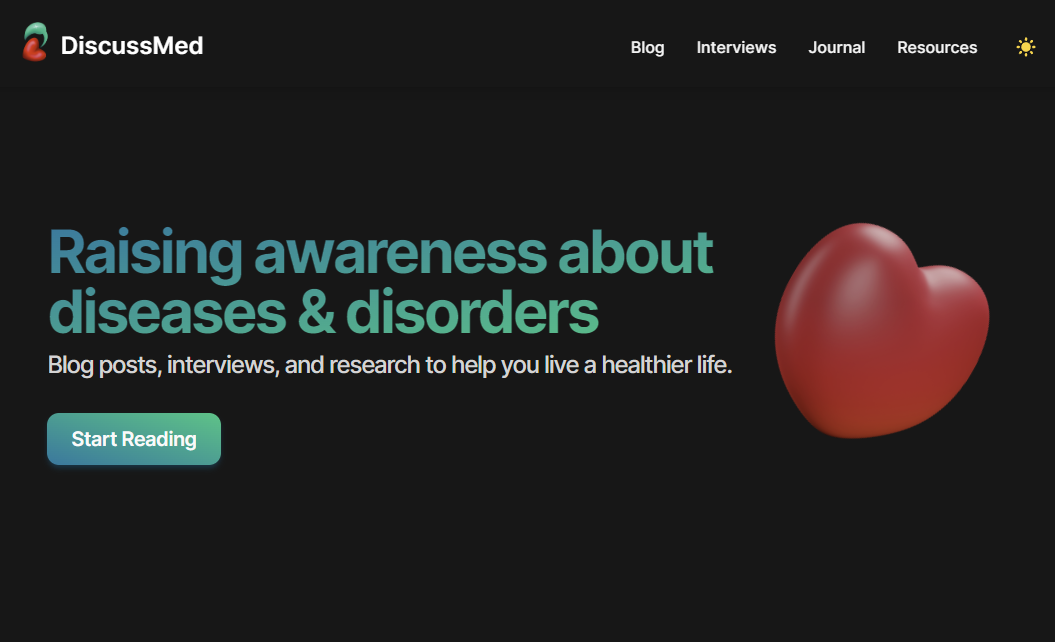 DiscussMed
Blog
Interviews
Journal
Resources
Raising awareness about
diseases & disorders
Blog posts, interviews, and research to help you live a healthier life.
Start Reading